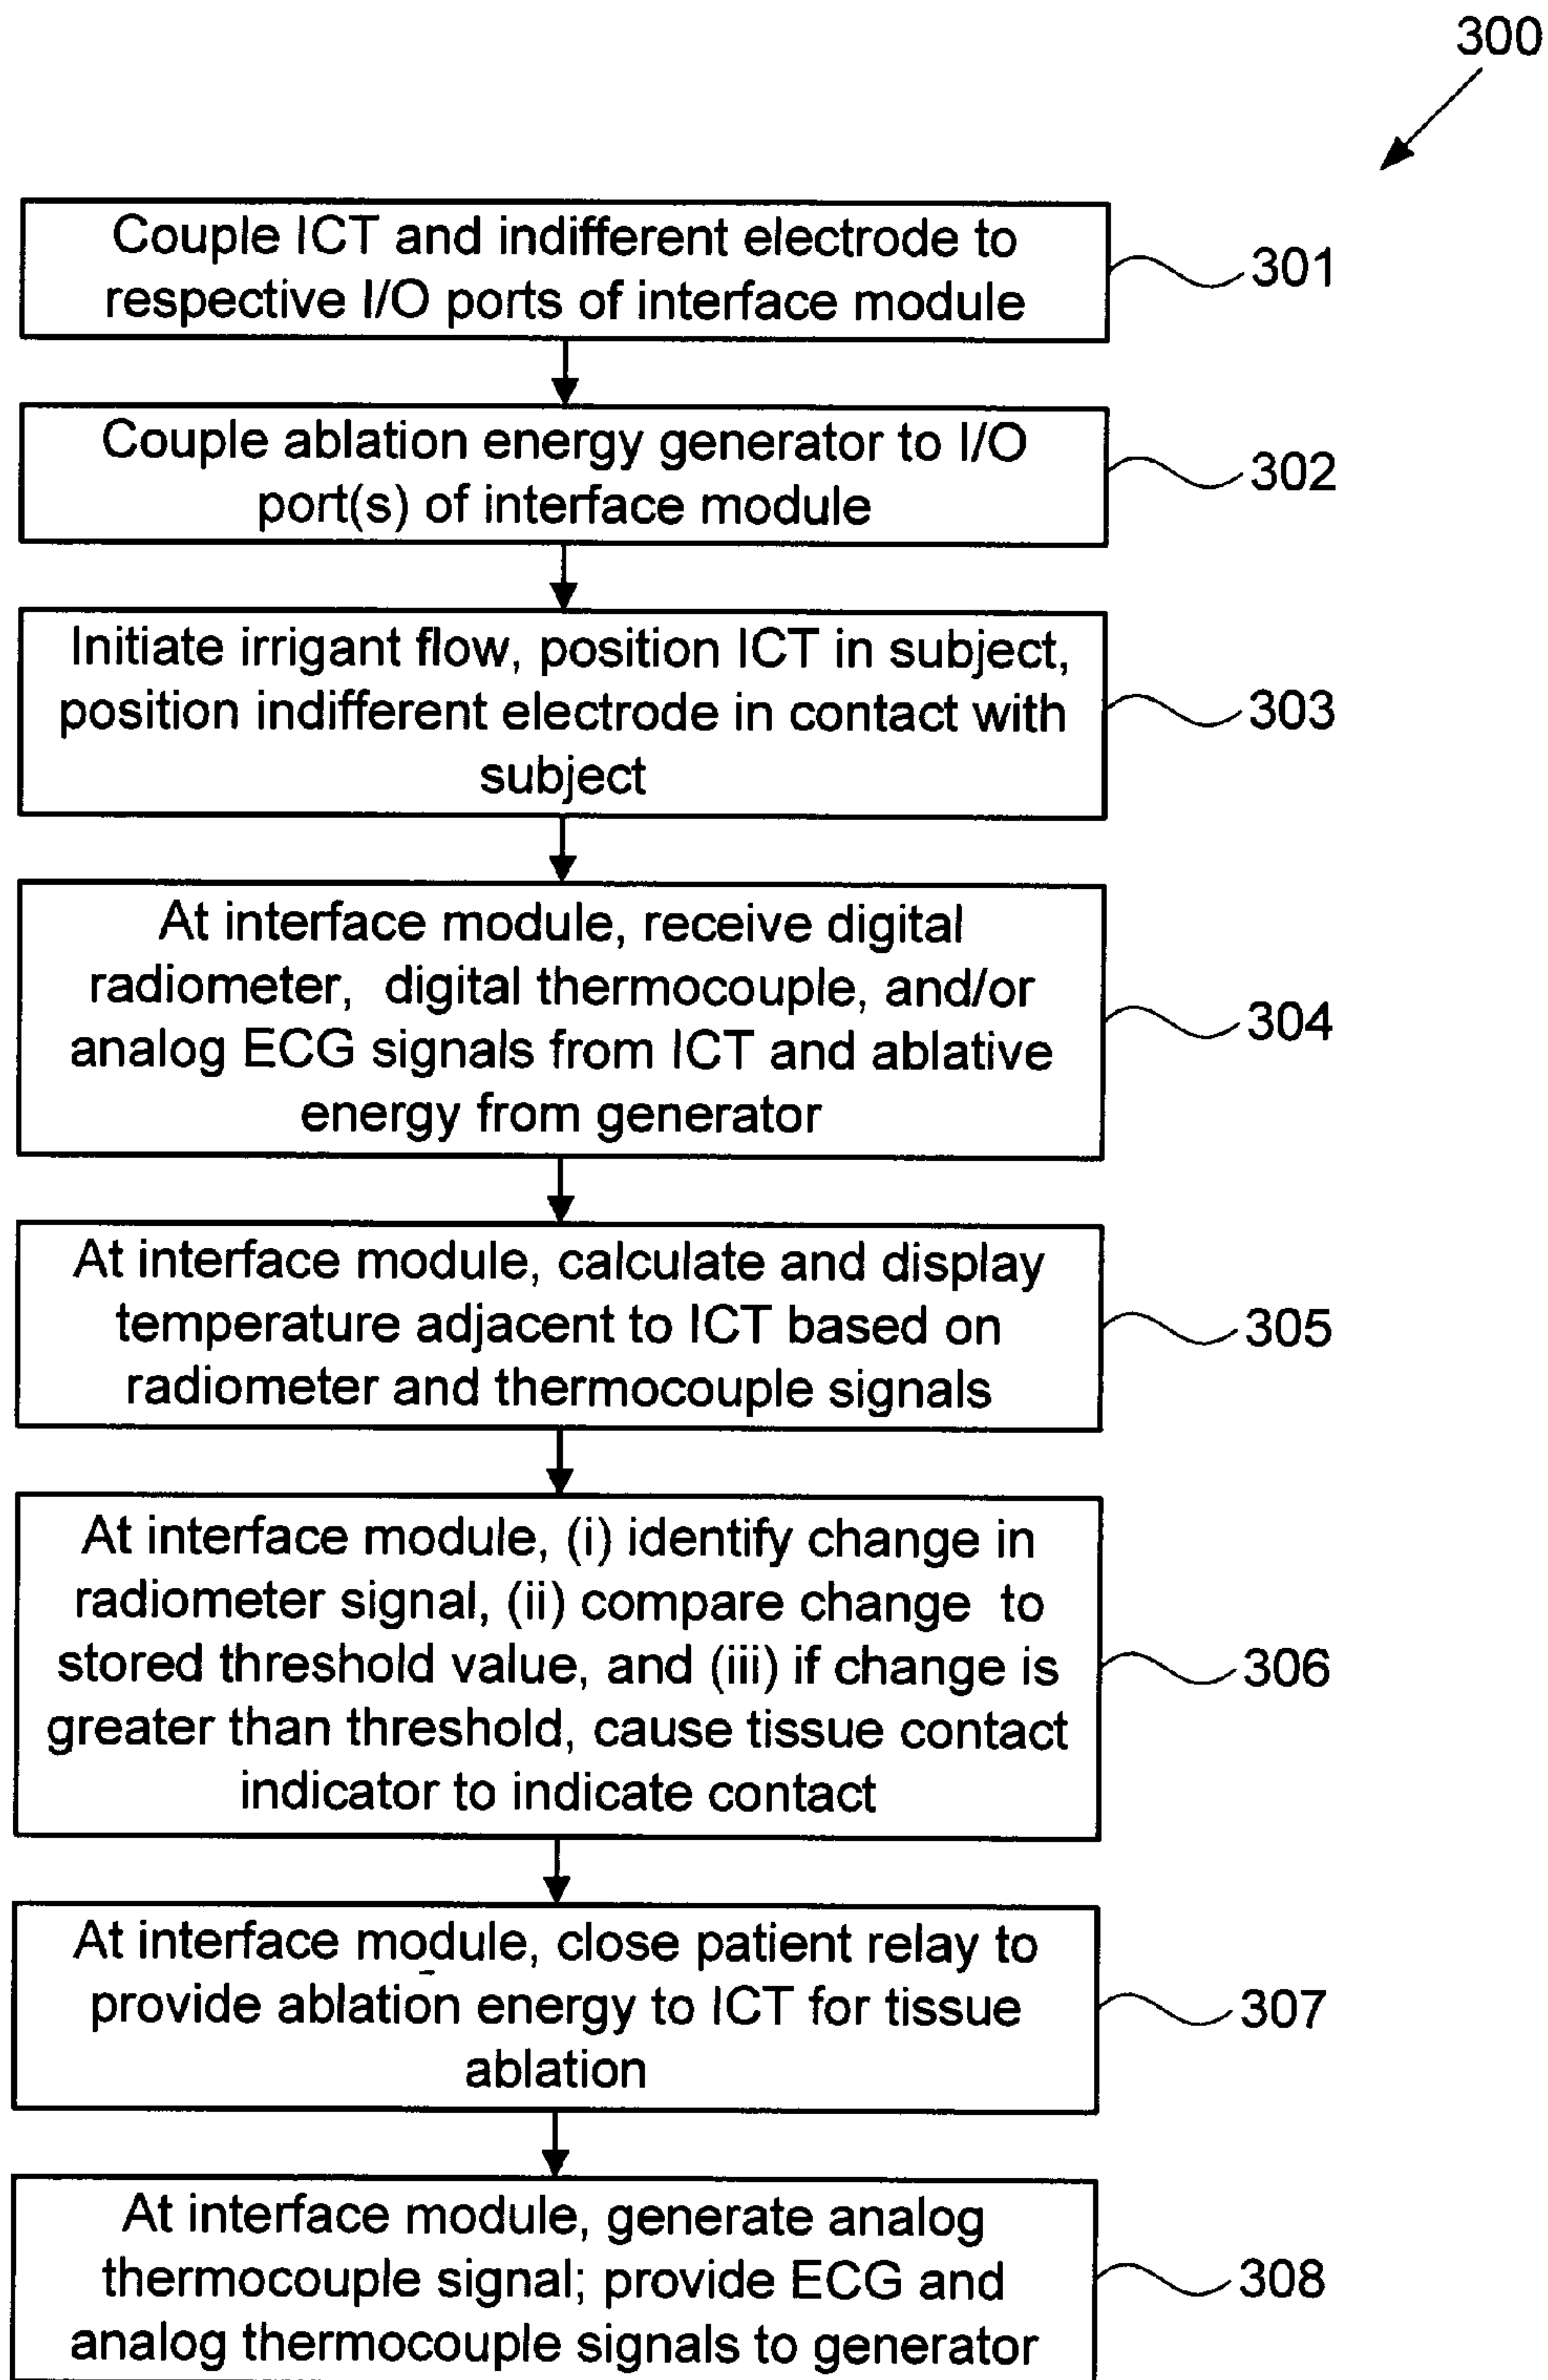 300
Couple ICT and indifferent electrode to
respective I/O ports of interface module
301
Couple ablation energy generator to I/O
port(s) of interface module
302
Initiate irrigant flow, position ICT in subject,
position indifferent electrode in contact with
subject
303
At interface module, receive digital
radiometer, digital thermocouple, and/or
analog ECG signals from ICT and ablative
energy from generator
304
At interface module, calculate and display
temperature adjacent to ICT based on
radiometer and thermocouple signals
305
At interface module, (i) identify change in
radiometer signal, (ii) compare change to
stored threshold value, and (iii) if change is
greater than threshold, cause tissue contact
indicator to indicate contact
306
At interface module, close patient relay to
provide ablation energy to ICT for tissue
ablation
307
At interface module, generate analog
thermocouple signal; provide ECG and
analog thermocouple signals to generator
308